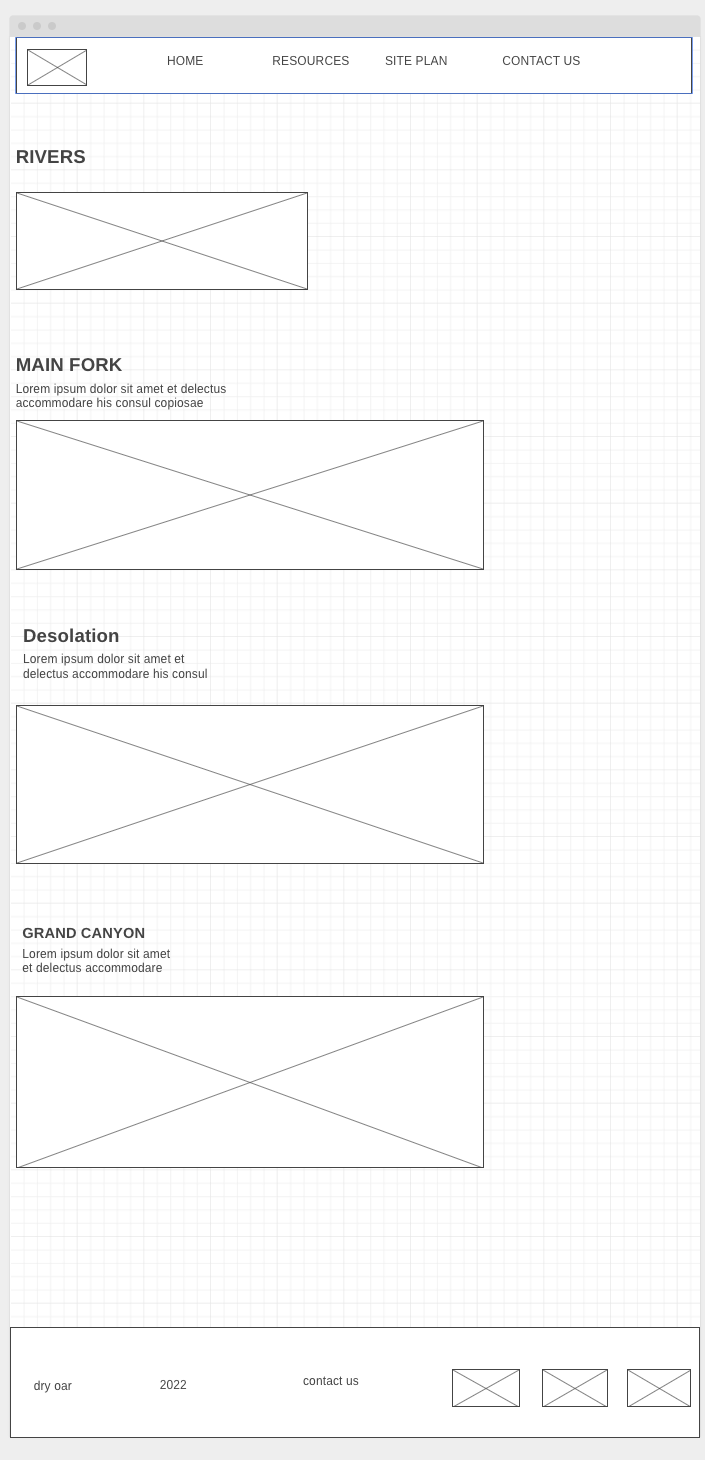 HOME RESOURCES SITE PLAN CONTACT US
RIVERS
MAIN FORK
Lorem ipsum dolor sit amet et delectus
accommodare his consul copiosae
Desolation
Lorem ipsum dolor sit amet et
delectus accommodare his consul
GRAND CANYON
Lorem ipsum dolor sit amet
et delectus accommodare
dry oar 2022 contact us